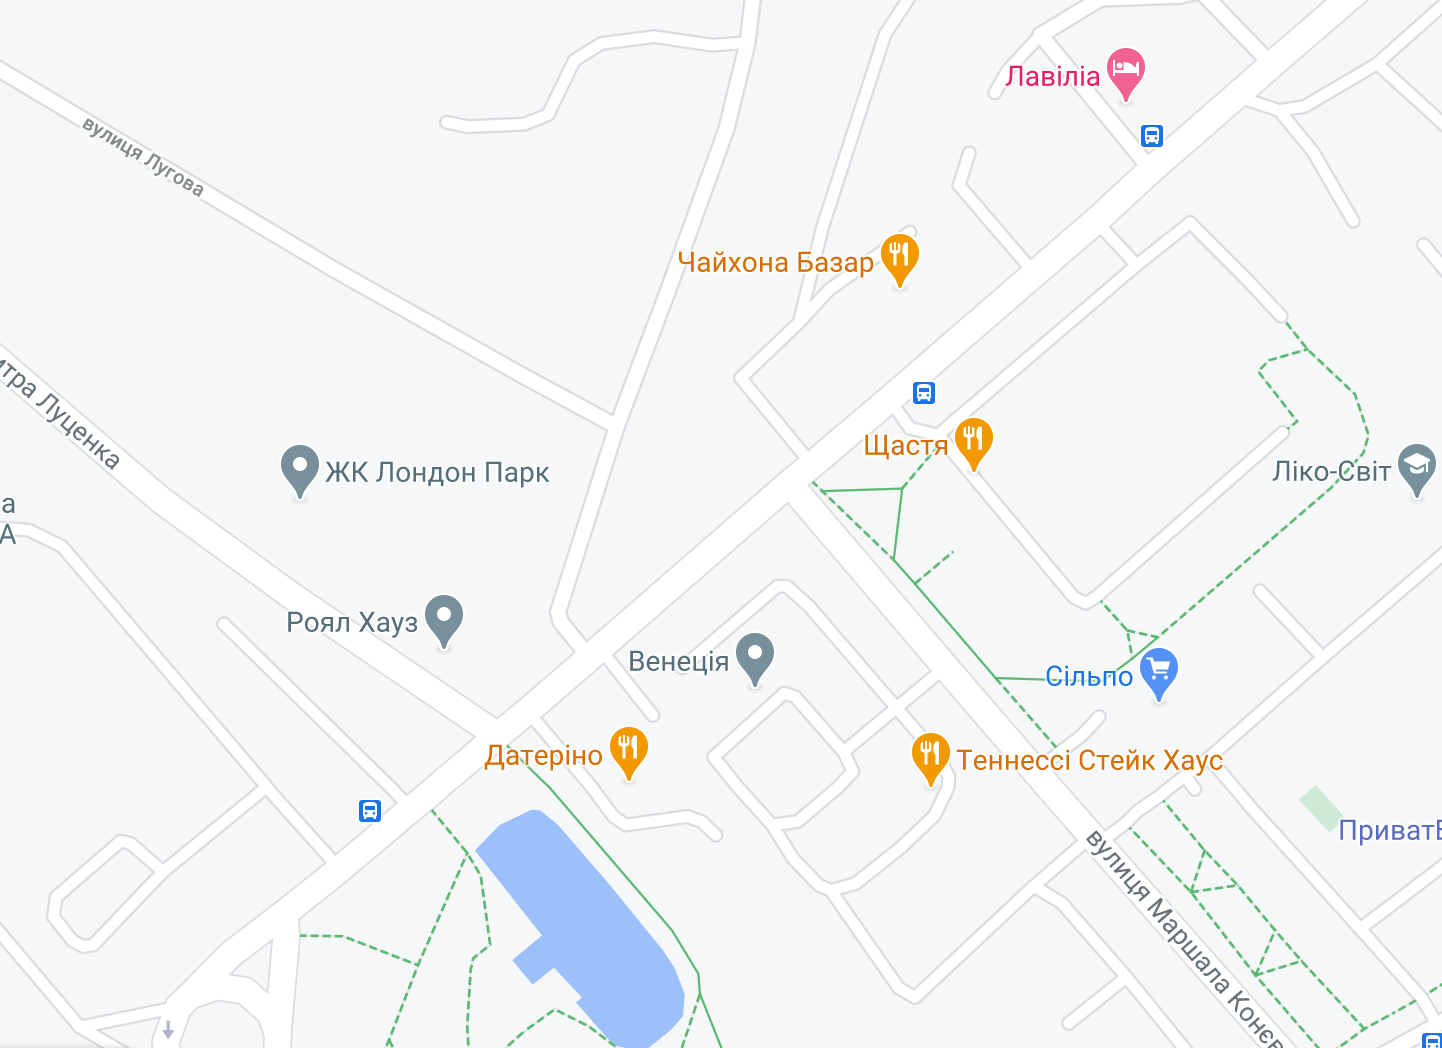 Лавіліа
вулиця Лугова
Чайхона Базар
Луценка
Щастя
ЖК Лондон Парк
Ліко-Світ
а
А
Роял Хауз
Венеція
Сільпо
Датеріно
Теннессі Стейк Хаус
вулиця Маршала